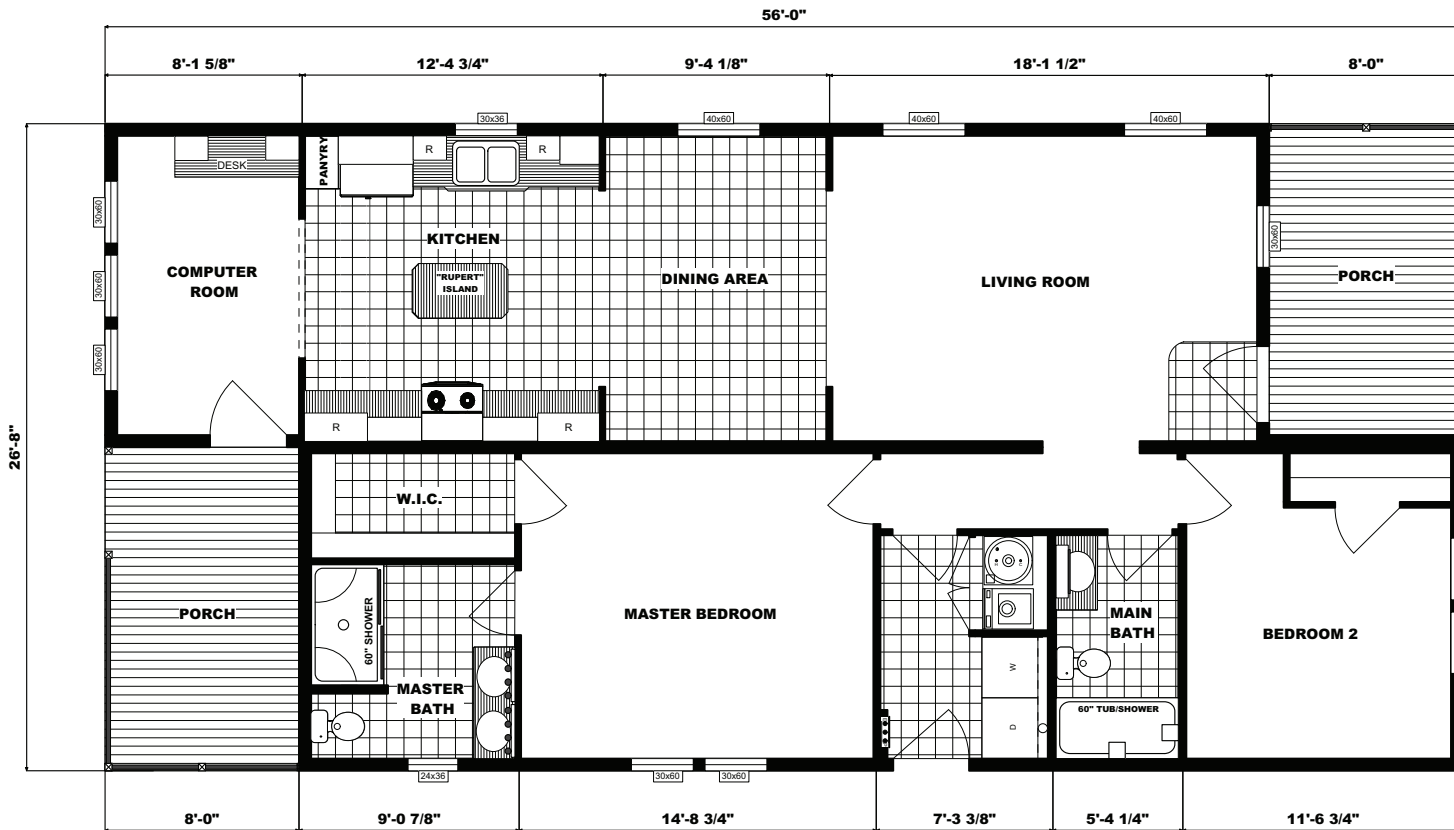 56'-0"
8'-1 5/8" 12'-4 3/4" 9'-4 1/8" 18'-1 1/2" 8'-0"
30x36 40x60 40x60 40x60
PANYRY
R R
DESK
30x60
30x60
30x60
30x60
KITCHEN
COMPUTER
ROOM
"RUPERT"
ISLAND
DINING AREA
LIVING ROOM
PORCH
R R
26'-8"
W.I.C.
PORCH
60" SHOWER
MASTER BEDROOM
MAIN
BATH
BEDROOM 2
MASTER
BATH
W
D
60" TUB/SHOWER
24x36 30x60 30x60
8'-0" 9'-0 7/8" 14'-8 3/4" 7'-3 3/8" 5'-4 1/4" 11'-6 3/4"